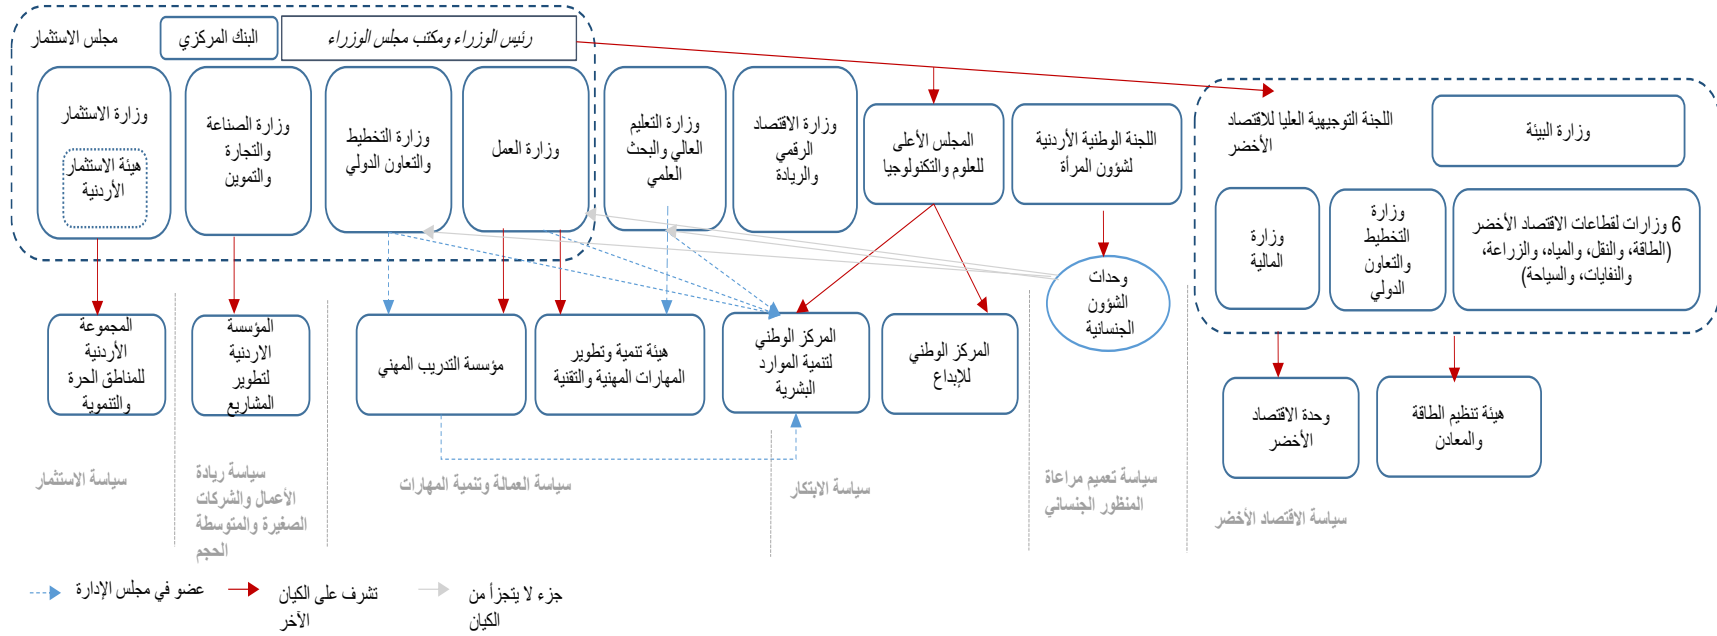 مجلس الاستثمار
البنك المركزي
رئيس الوزراء ومكتب مجلس الوزراء
وزارة الاستثمار
هيئة الاستثمار
الأردنية
وزارة الصناعة
والتجارة
والتموين
وزارة التخطيط
والتعاون الدولي
وزارة العمل
وزارة التعليم
العالي والبحث
العلمي
وزارة الاقتصاد
الرقمي
والريادة
المجلس الأعلى
للعلوم والتكنولوجيا
اللجنة الوطنية الأردنية
لشؤون المرأة
اللجنة التوجيهية العليا للاقتصاد
الأخضر
وزارة البيئة
وزارة
المالية
وزارة
التخطيط
والتعاون
الدولي
6 وزارات لقطاعات الاقتصاد الأخضر
(الطاقة، والنقل، والمياه، والزراعة،
والنفايات، والسياحة)
وحدات
الشؤون
الجنسانية
المجموعة
الأردنية
للمناطق الحرة
والتنموية
المؤسسة
الاردنية
لتطوير
المشاريع
مؤسسة التدريب المهني
هيئة تنمية وتطوير
المهارات المهنية والتقنية
المركز الوطني
لتنمية الموارد
البشرية
المركز الوطني
للإبداع
وحدة الاقتصاد
الأخضر
هيئة تنظيم الطاقة
والمعادن
سياسة الاستثمار
سياسة ريادة
الأعمال والشركات
الصغيرة والمتوسطة
الحجم
سياسة العمالة وتنمية المهارات
سياسة الابتكار
سياسة تعميم مراعاة
المنظور الجنساني
سياسة الاقتصاد الأخضر
عضو في مجلس الإدارة
تشرف على الكيان
الآخر
جزء لا يتجزأ من
الكيان